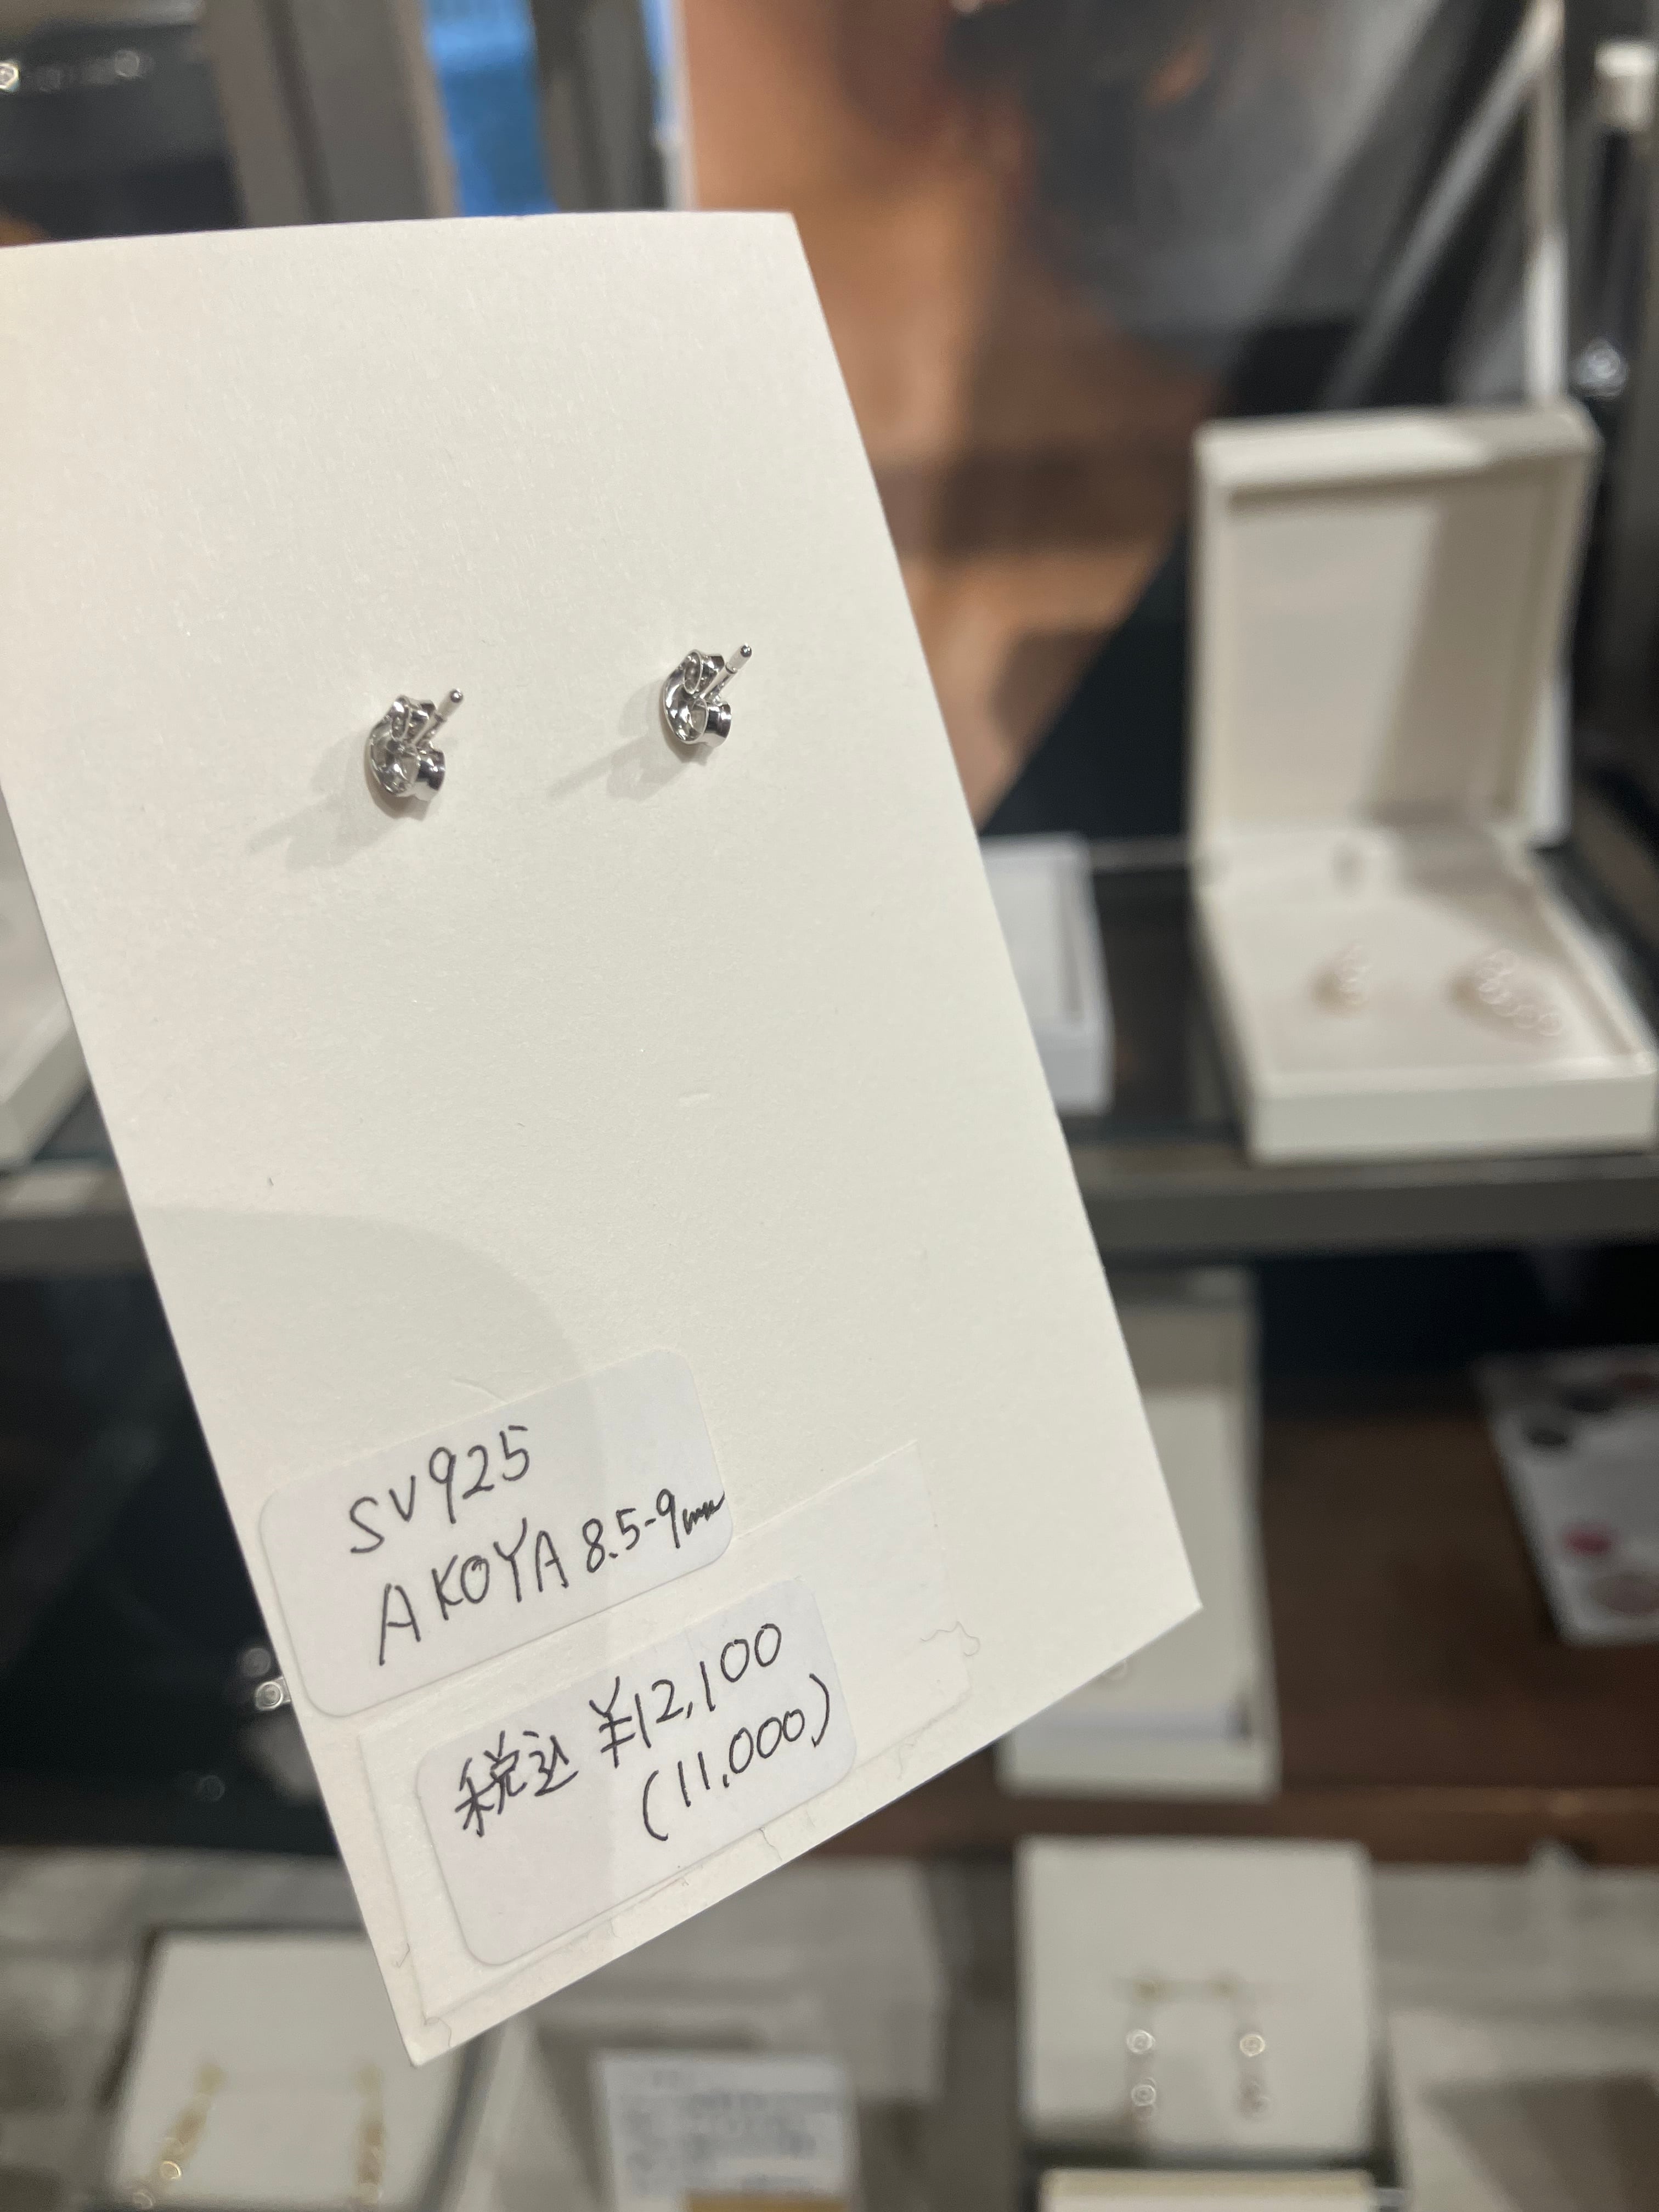 SV925
AKOYA 8.5-9mm
税込 ¥12,100
(11,000)